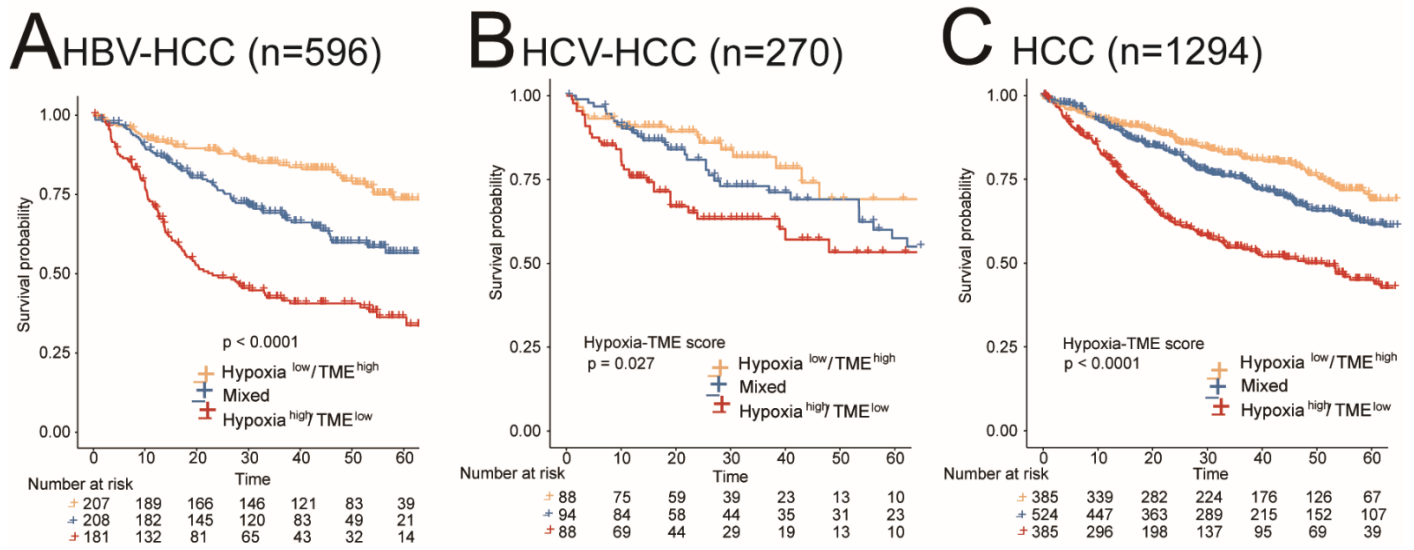 A HBV-HCC (n=596)
1.00
0.75
0.50
0.25
0.00
Survival probability
p < 0.0001
Hypoxia low/TME high
Mixed
Hypoxia high/TME low
0 10 20 30 40 50 60
Time
Number at risk
207 189 166 146 121 83 39
208 182 145 120 83 49 21
181 132 81 65 43 32 14
B HCV-HCC (n=270)
1.00
0.75
0.50
0.25
0.00
Survival probability
Hypoxia-TME score
p = 0.027
Hypoxia low/TME high
Mixed
Hypoxia high/TME low
0 10 20 30 40 50 60
Time
Number at risk
88 75 59 39 23 13 10
94 84 58 44 35 31 23
88 69 44 29 19 13 10
C HCC (n=1294)
1.00
0.75
0.50
0.25
0.00
Survival probability
Hypoxia-TME score
p < 0.0001
Hypoxia low/TME high
Mixed
Hypoxia high/TME low
0 10 20 30 40 50 60
Time
Number at risk
385 339 282 224 176 126 67
524 447 363 289 215 152 107
385 296 198 137 95 69 39